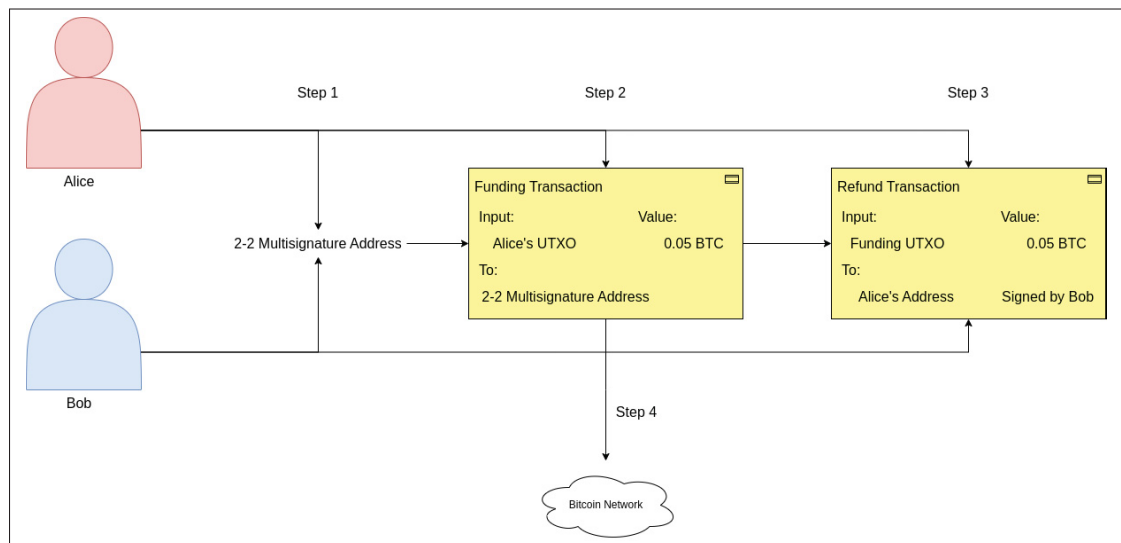 Step 1
Step 2
Step 3
Alice
Funding Transaction
Input: Value:
Alice's UTXO 0.05 BTC
To:
2-2 Multisignature Address
Refund Transaction
Input: Value:
Funding UTXO 0.05 BTC
To:
Alice's Address Signed by Bob
2-2 Multisignature Address
Bob
Step 4
Bitcoin Network